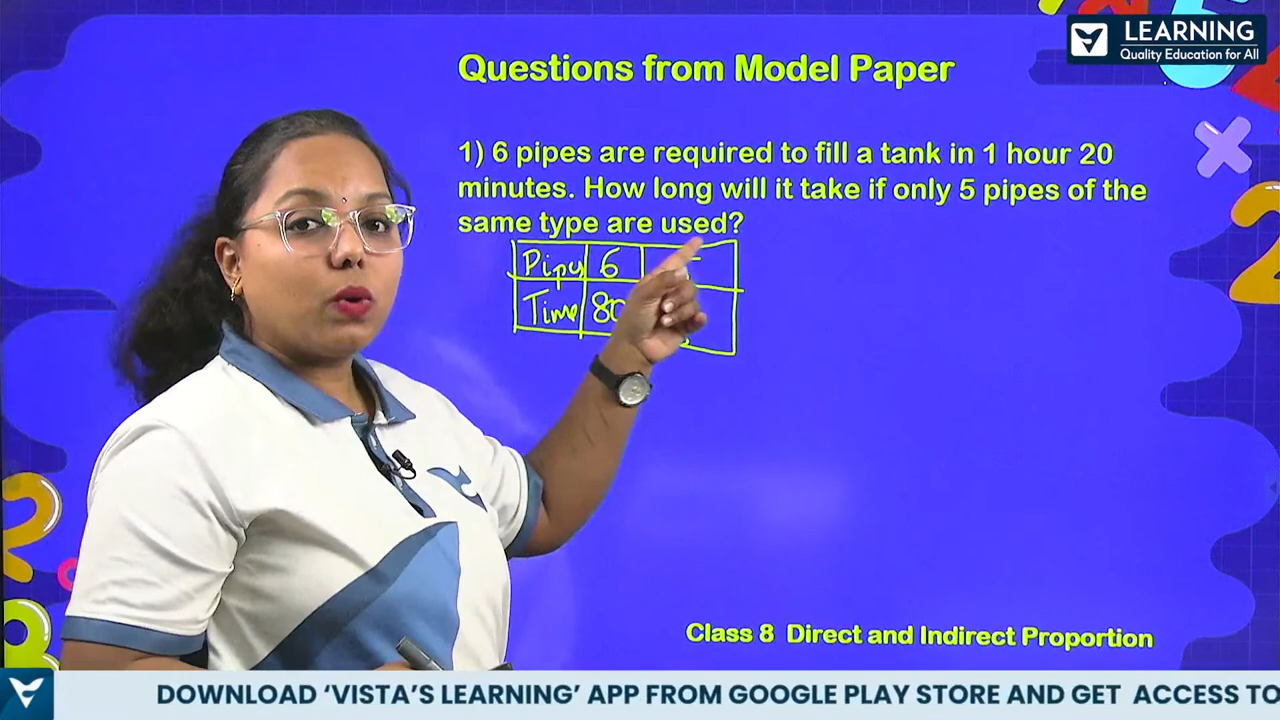 LEARNING
Quality Education for All
Questions from Model Paper
1) 6 pipes are required to fill a tank in 1 hour 20
minutes. How long will it take if only 5 pipes of the
same type are used?
6
Time
Class 8 Direct and Indirect Proportion
DOWNLOAD ‘VISTA’S LEARNING’ APP FROM GOOGLE PLAY STORE AND GET ACCESS TO